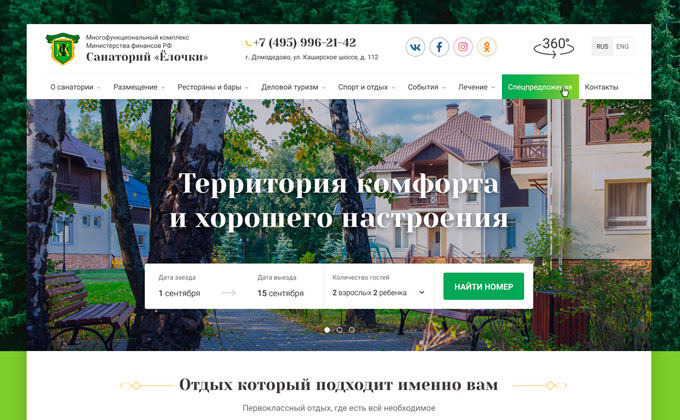 Многофункциональный комплекс
Министерства финансов РФ
Санаторий «Ёлочки»
+7 (495) 996-21-42
г. Домодедово, ул. Каширское шоссе, д. 112
360°
RUS ENG
О санатории Размещение Рестораны и бары Деловой туризм Спорт и отдых События Лечение Спецпредложения Контакты
Территория комфорта
и хорошего настроения
Дата заезда Дата выезда Количество гостей
1 сентября 15 сентября 2 взрослых 2 ребенка
НАЙТИ НОМЕР
Отдых который подходит именно вам
Первоклассный отдых, где есть всё необходимое